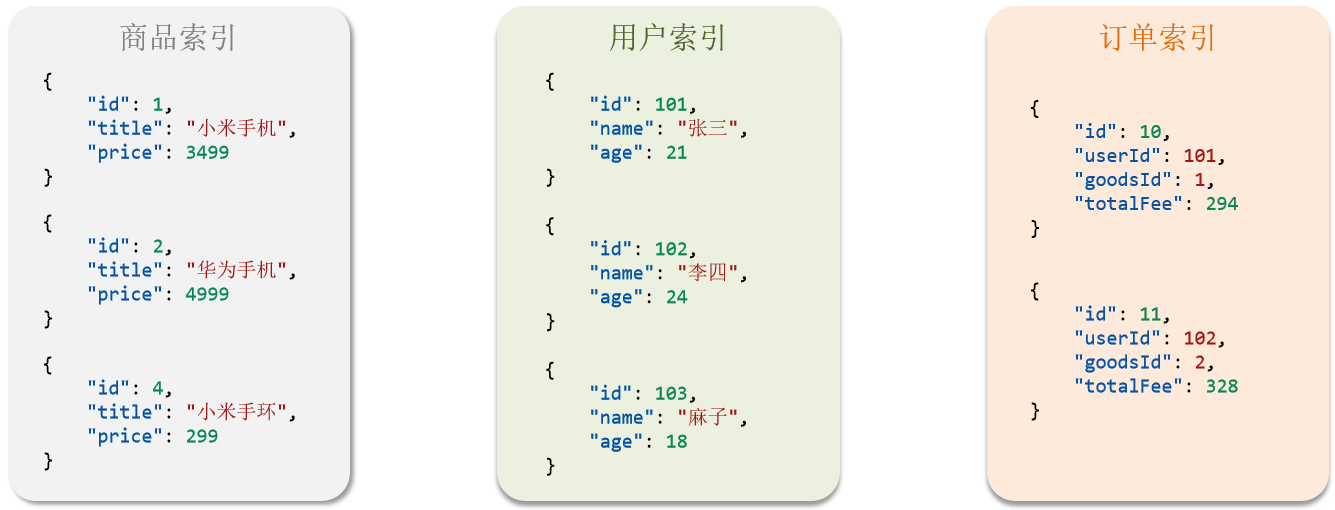 商品索引
{
"id": 1,
"title": "小米手机",
"price": 3499
}
{
"id": 2,
"title": "华为手机",
"price": 4999
}
{
"id": 4,
"title": "小米手环",
"price": 299
}
用户索引
{
"id": 101,
"name": "张三",
"age": 21
}
{
"id": 102,
"name": "李四",
"age": 24
}
{
"id": 103,
"name": "麻子",
"age": 18
}
订单索引
{
"id": 10,
"userId": 101,
"goodsId": 1,
"totalFee": 294
}
{
"id": 11,
"userId": 102,
"goodsId": 2,
"totalFee": 328
}